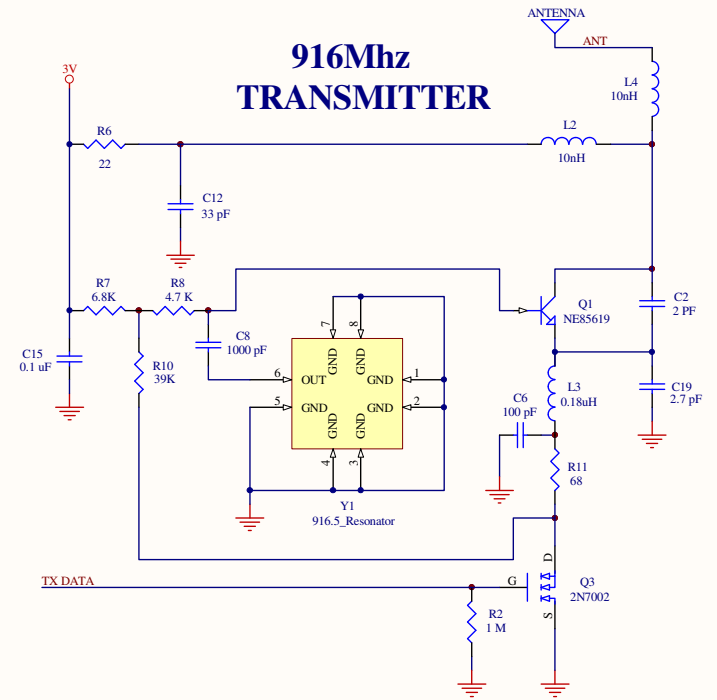 ANTENNA
ANT
916Mhz
TRANSMITTER
3V
L4
10nH
R6
22
L2
10nH
C12
33 pF
R7
6.8K
R8
4.7 K
Q1
NE85619
C2
2 PF
C15
0.1 uF
R10
39K
C8
1000 pF
7
8
GND
GND
6
OUT
GND
1
5
GND
GND
2
GND
GND
4
3
Y1
916.5_Resonator
L3
0.18uH
C19
2.7 pF
C6
100 pF
R11
68
TX DATA
G
D
S
Q3
2N7002
R2
1 M